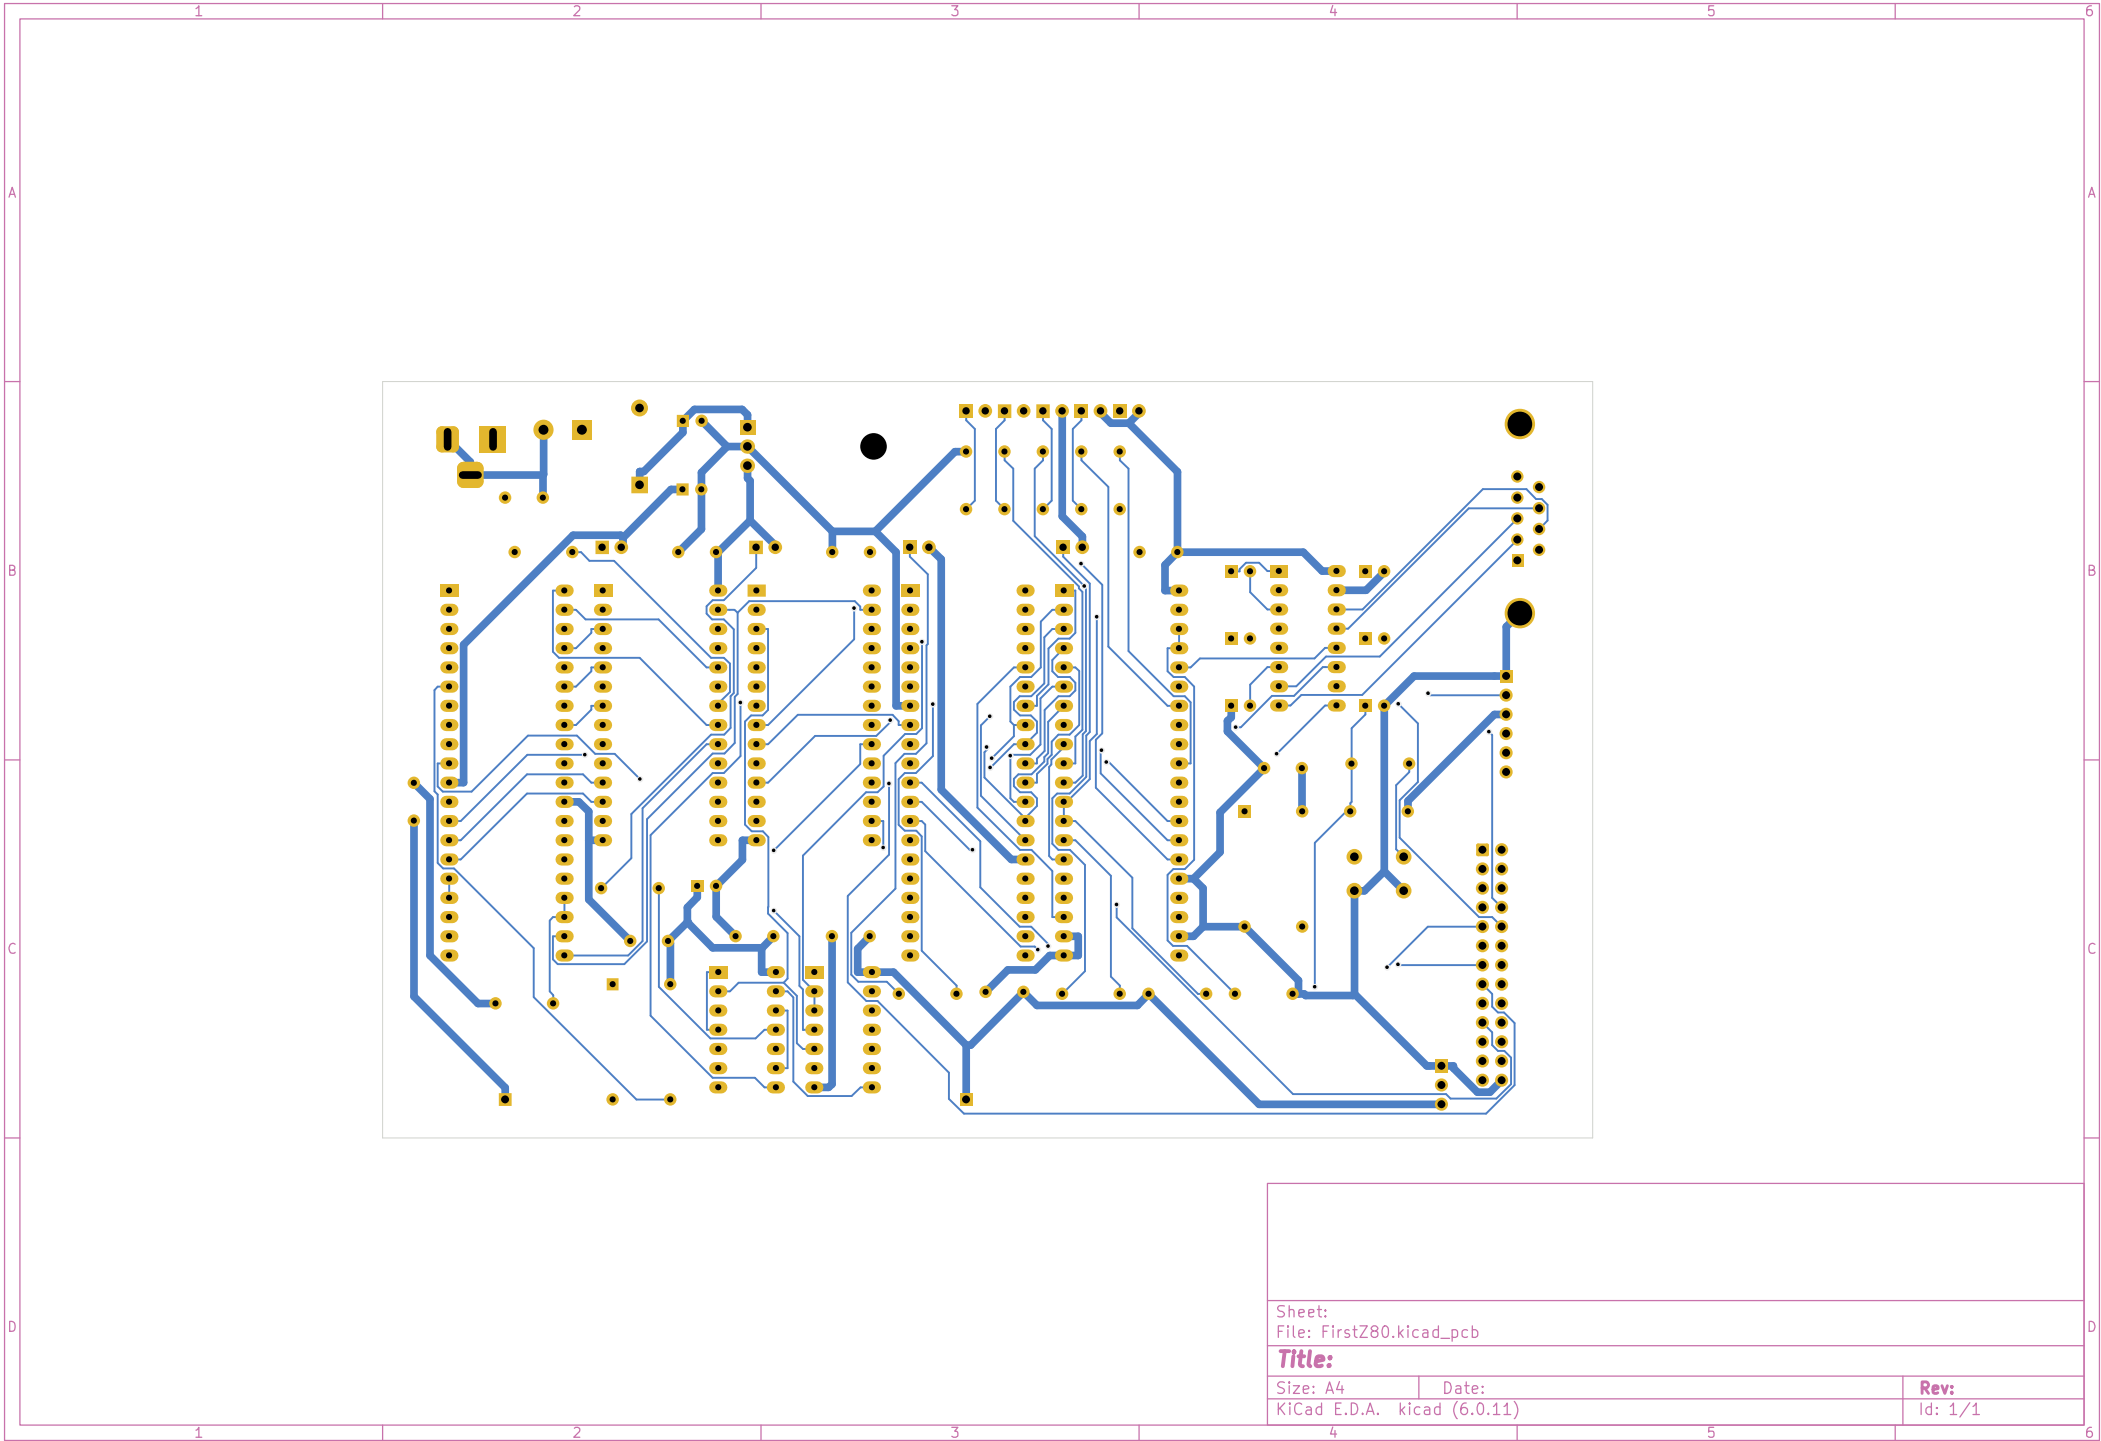 1 2 3 4 5 6
A A
B B
C C
Sheet:
File: FirstZ80.kicad_pcb
D D
Title:
Size: A4 Date: Rev:
KiCad E.D.A. kicad (6.0.11) Id: 1/1
1 2 3 4 5 6